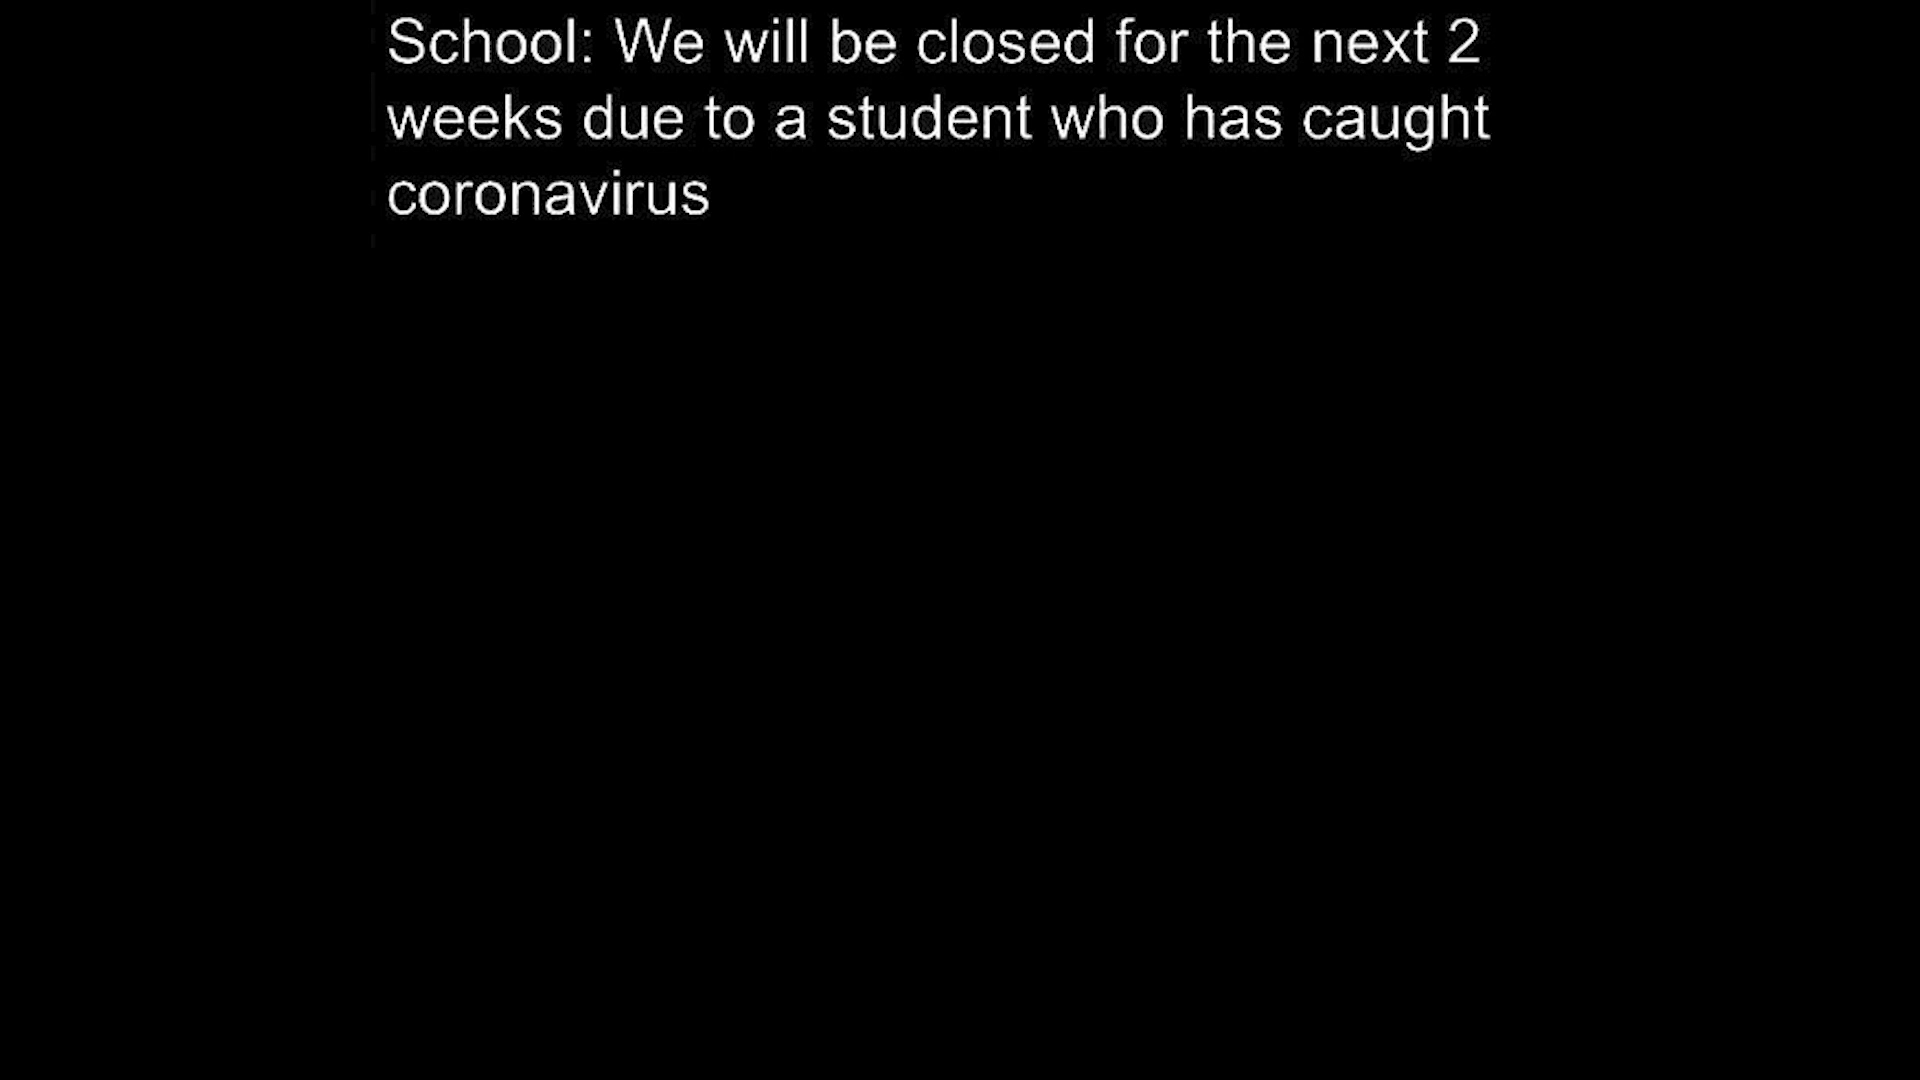 School: We will be closed for the next 2
weeks due to a student who has caught
coronavirus